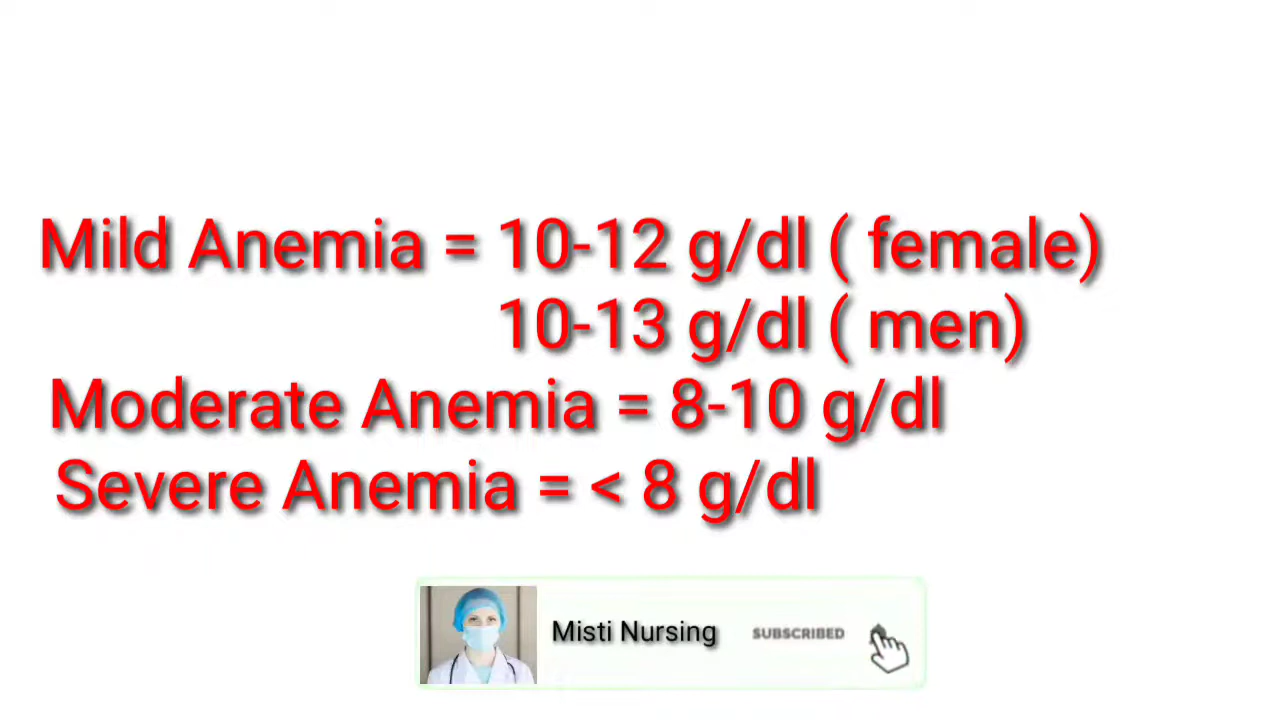 Mild Anemia = 10-12 g/dl ( female)
10-13 g/dl ( men)
Moderate Anemia = 8-10 g/dl
Severe Anemia = < 8 g/dl
Misti Nursing SUBSCRIBED